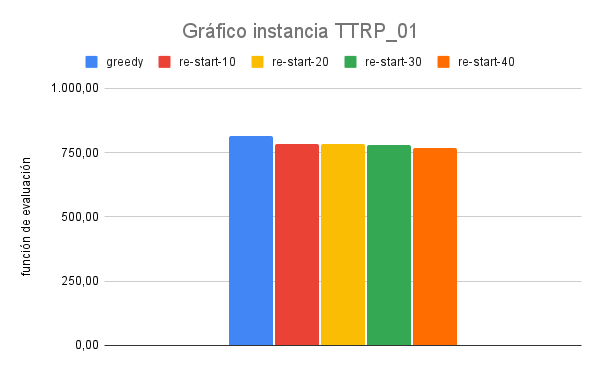 Gráfico instancia TTRP_01
greedy re-start-10 re-start-20 re-start-30 re-start-40
1.000,00
750,00
500,00
250,00
0,00
función de evaluación